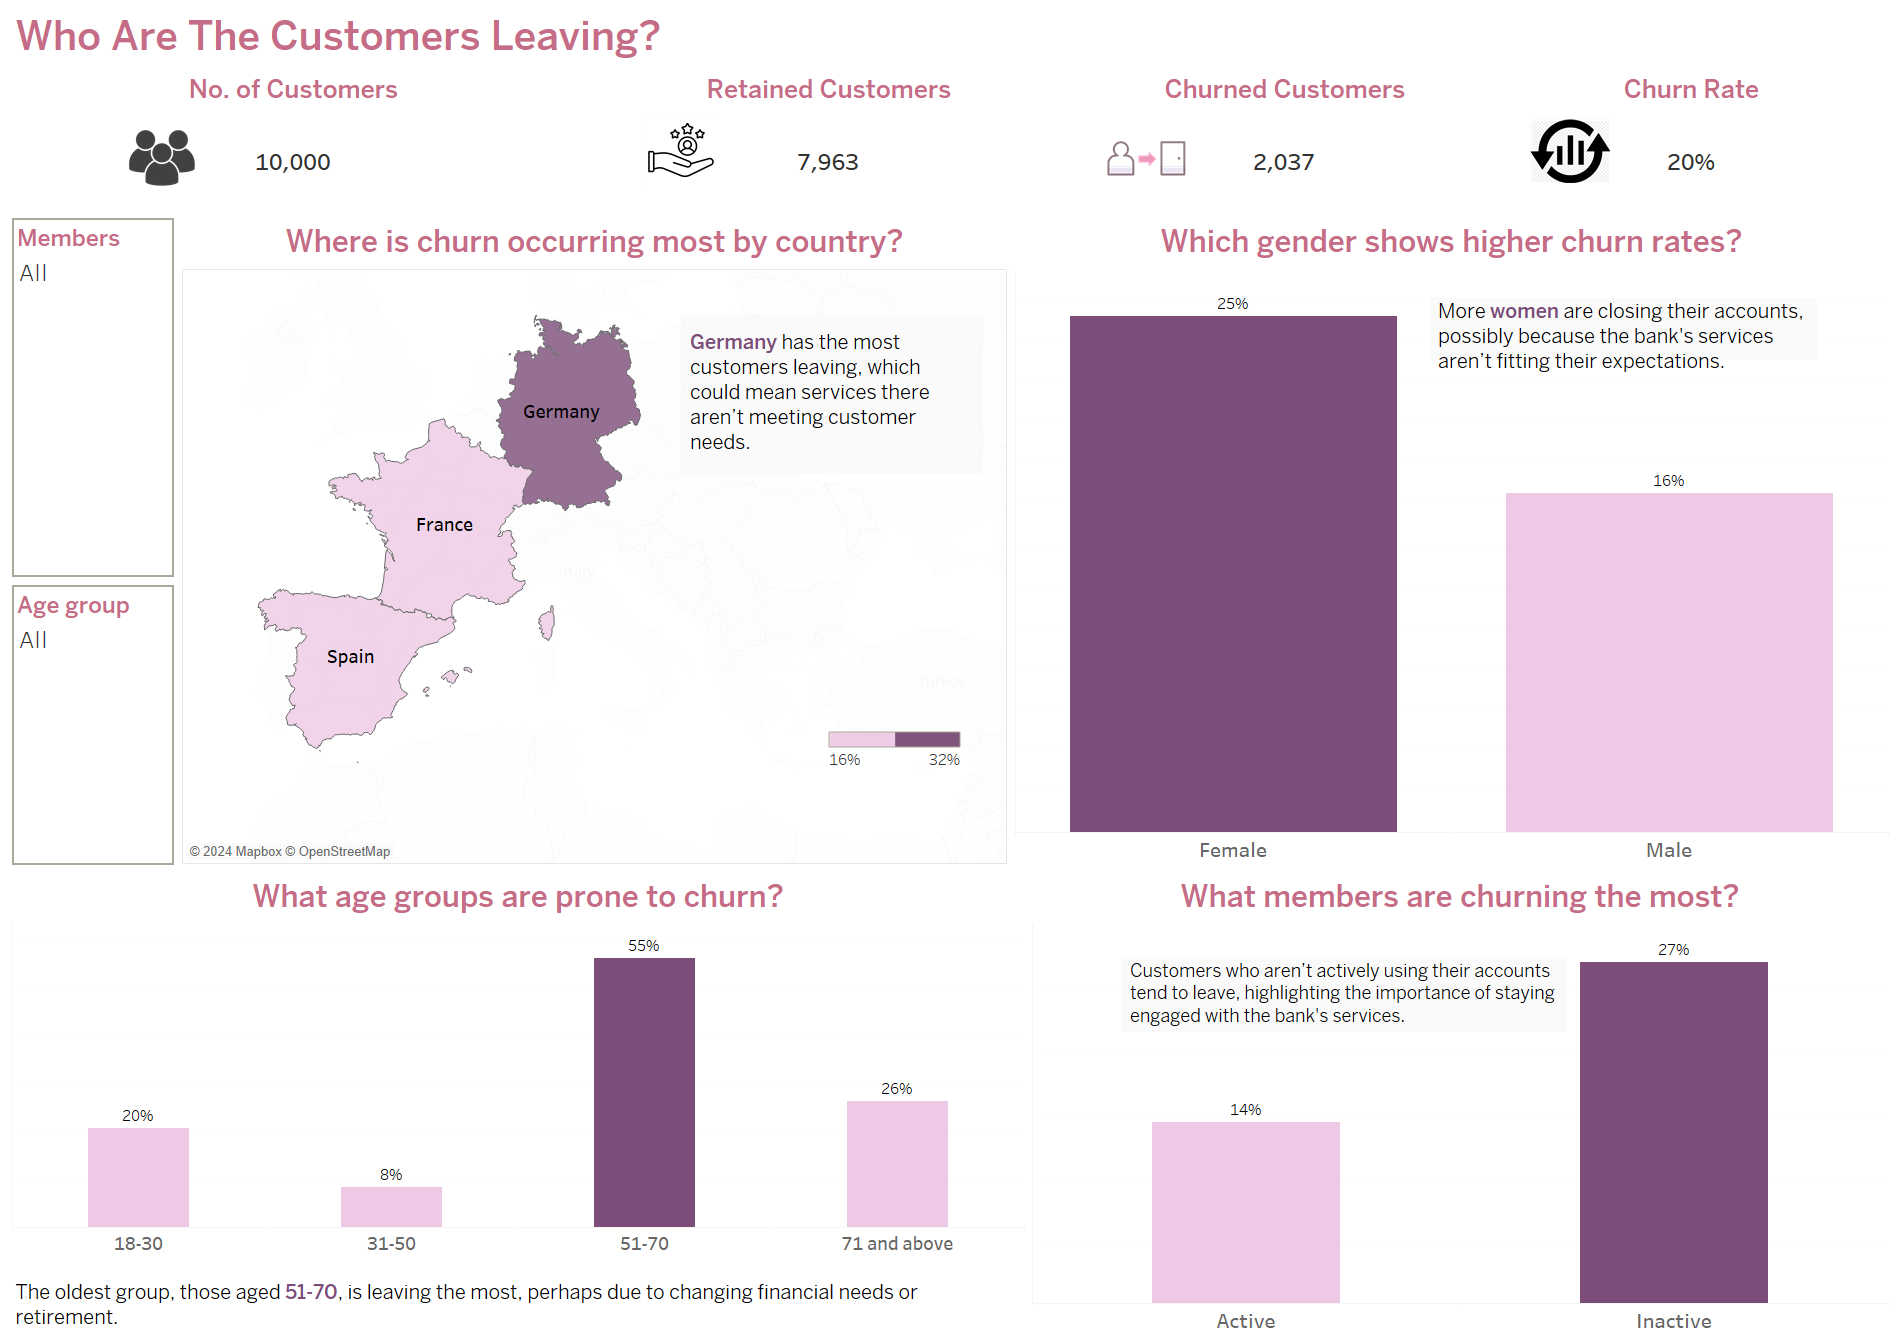 Who Are The Customers Leaving?
No. of Customers
Retained Customers
Churned Customers
Churn Rate
10,000
7,963
2,037
20%
Members
All
Age group
All
Where is churn occurring most by country?
Germany has the most
customers leaving, which
could mean services there
aren't meeting customer
needs.
Germany
France
Spain
Italy
Turkey
16%
32%
© 2024 Mapbox © OpenStreetMap
Which gender shows higher churn rates?
25%
More women are closing their accounts,
possibly because the bank's services
aren't fitting their expectations.
16%
Female
Male
What age groups are prone to churn?
20%
8%
55%
26%
18-30
31-50
51-70
71 and above
The oldest group, those aged 51-70, is leaving the most, perhaps due to changing financial needs or
retirement.
What members are churning the most?
27%
Customers who aren't actively using their accounts
tend to leave, highlighting the importance of staying
engaged with the bank's services.
14%
Active
Inactive